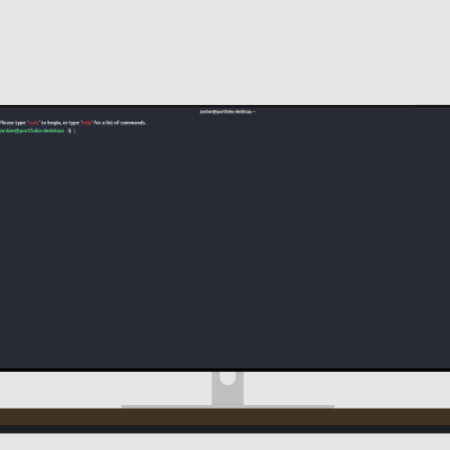 jordan@portfolio-desktop: ~
Please type "start" to begin, or type "help" for a list of commands.
jordan@portfolio-desktop: ~$